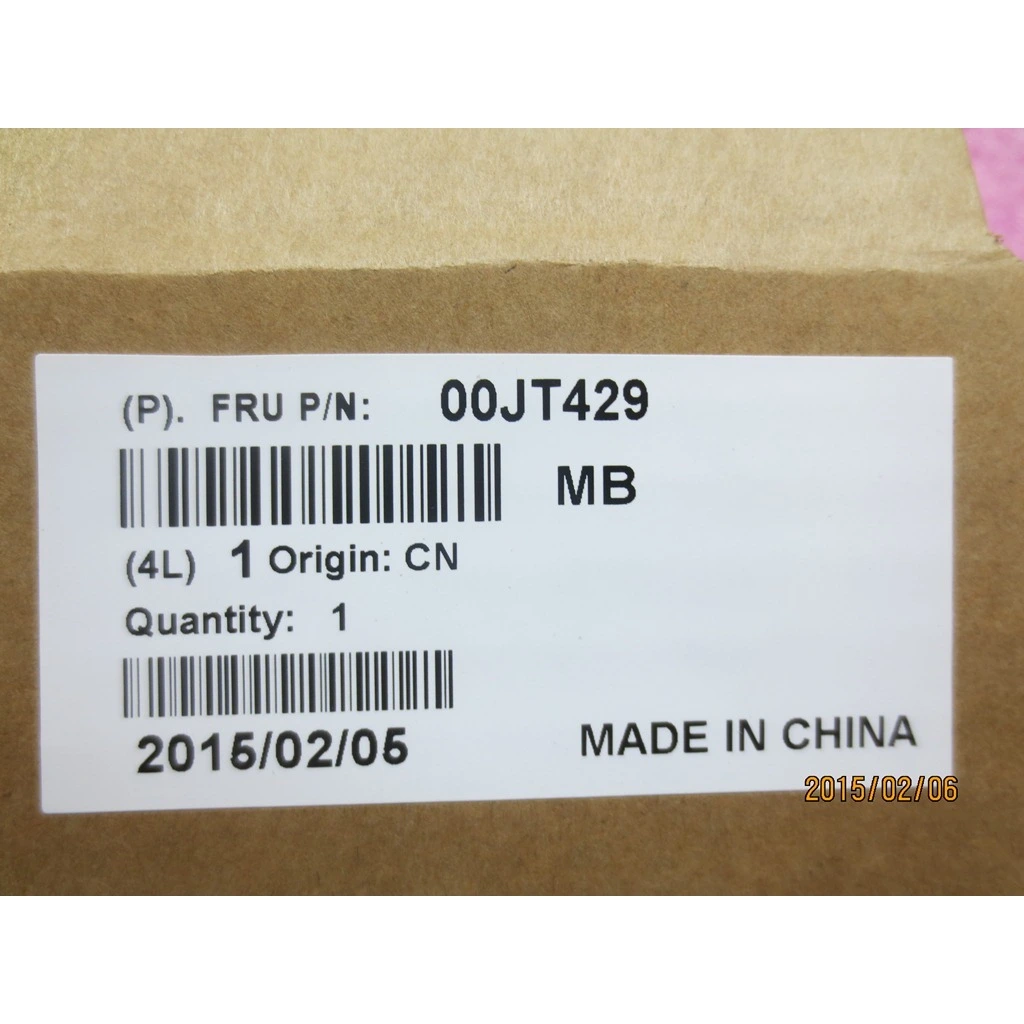 (P). FRU P/N: 00JT429
MB
(4L) 1 Origin: CN
Quantity: 1
2015/02/05
MADE IN CHINA
2015/02/06